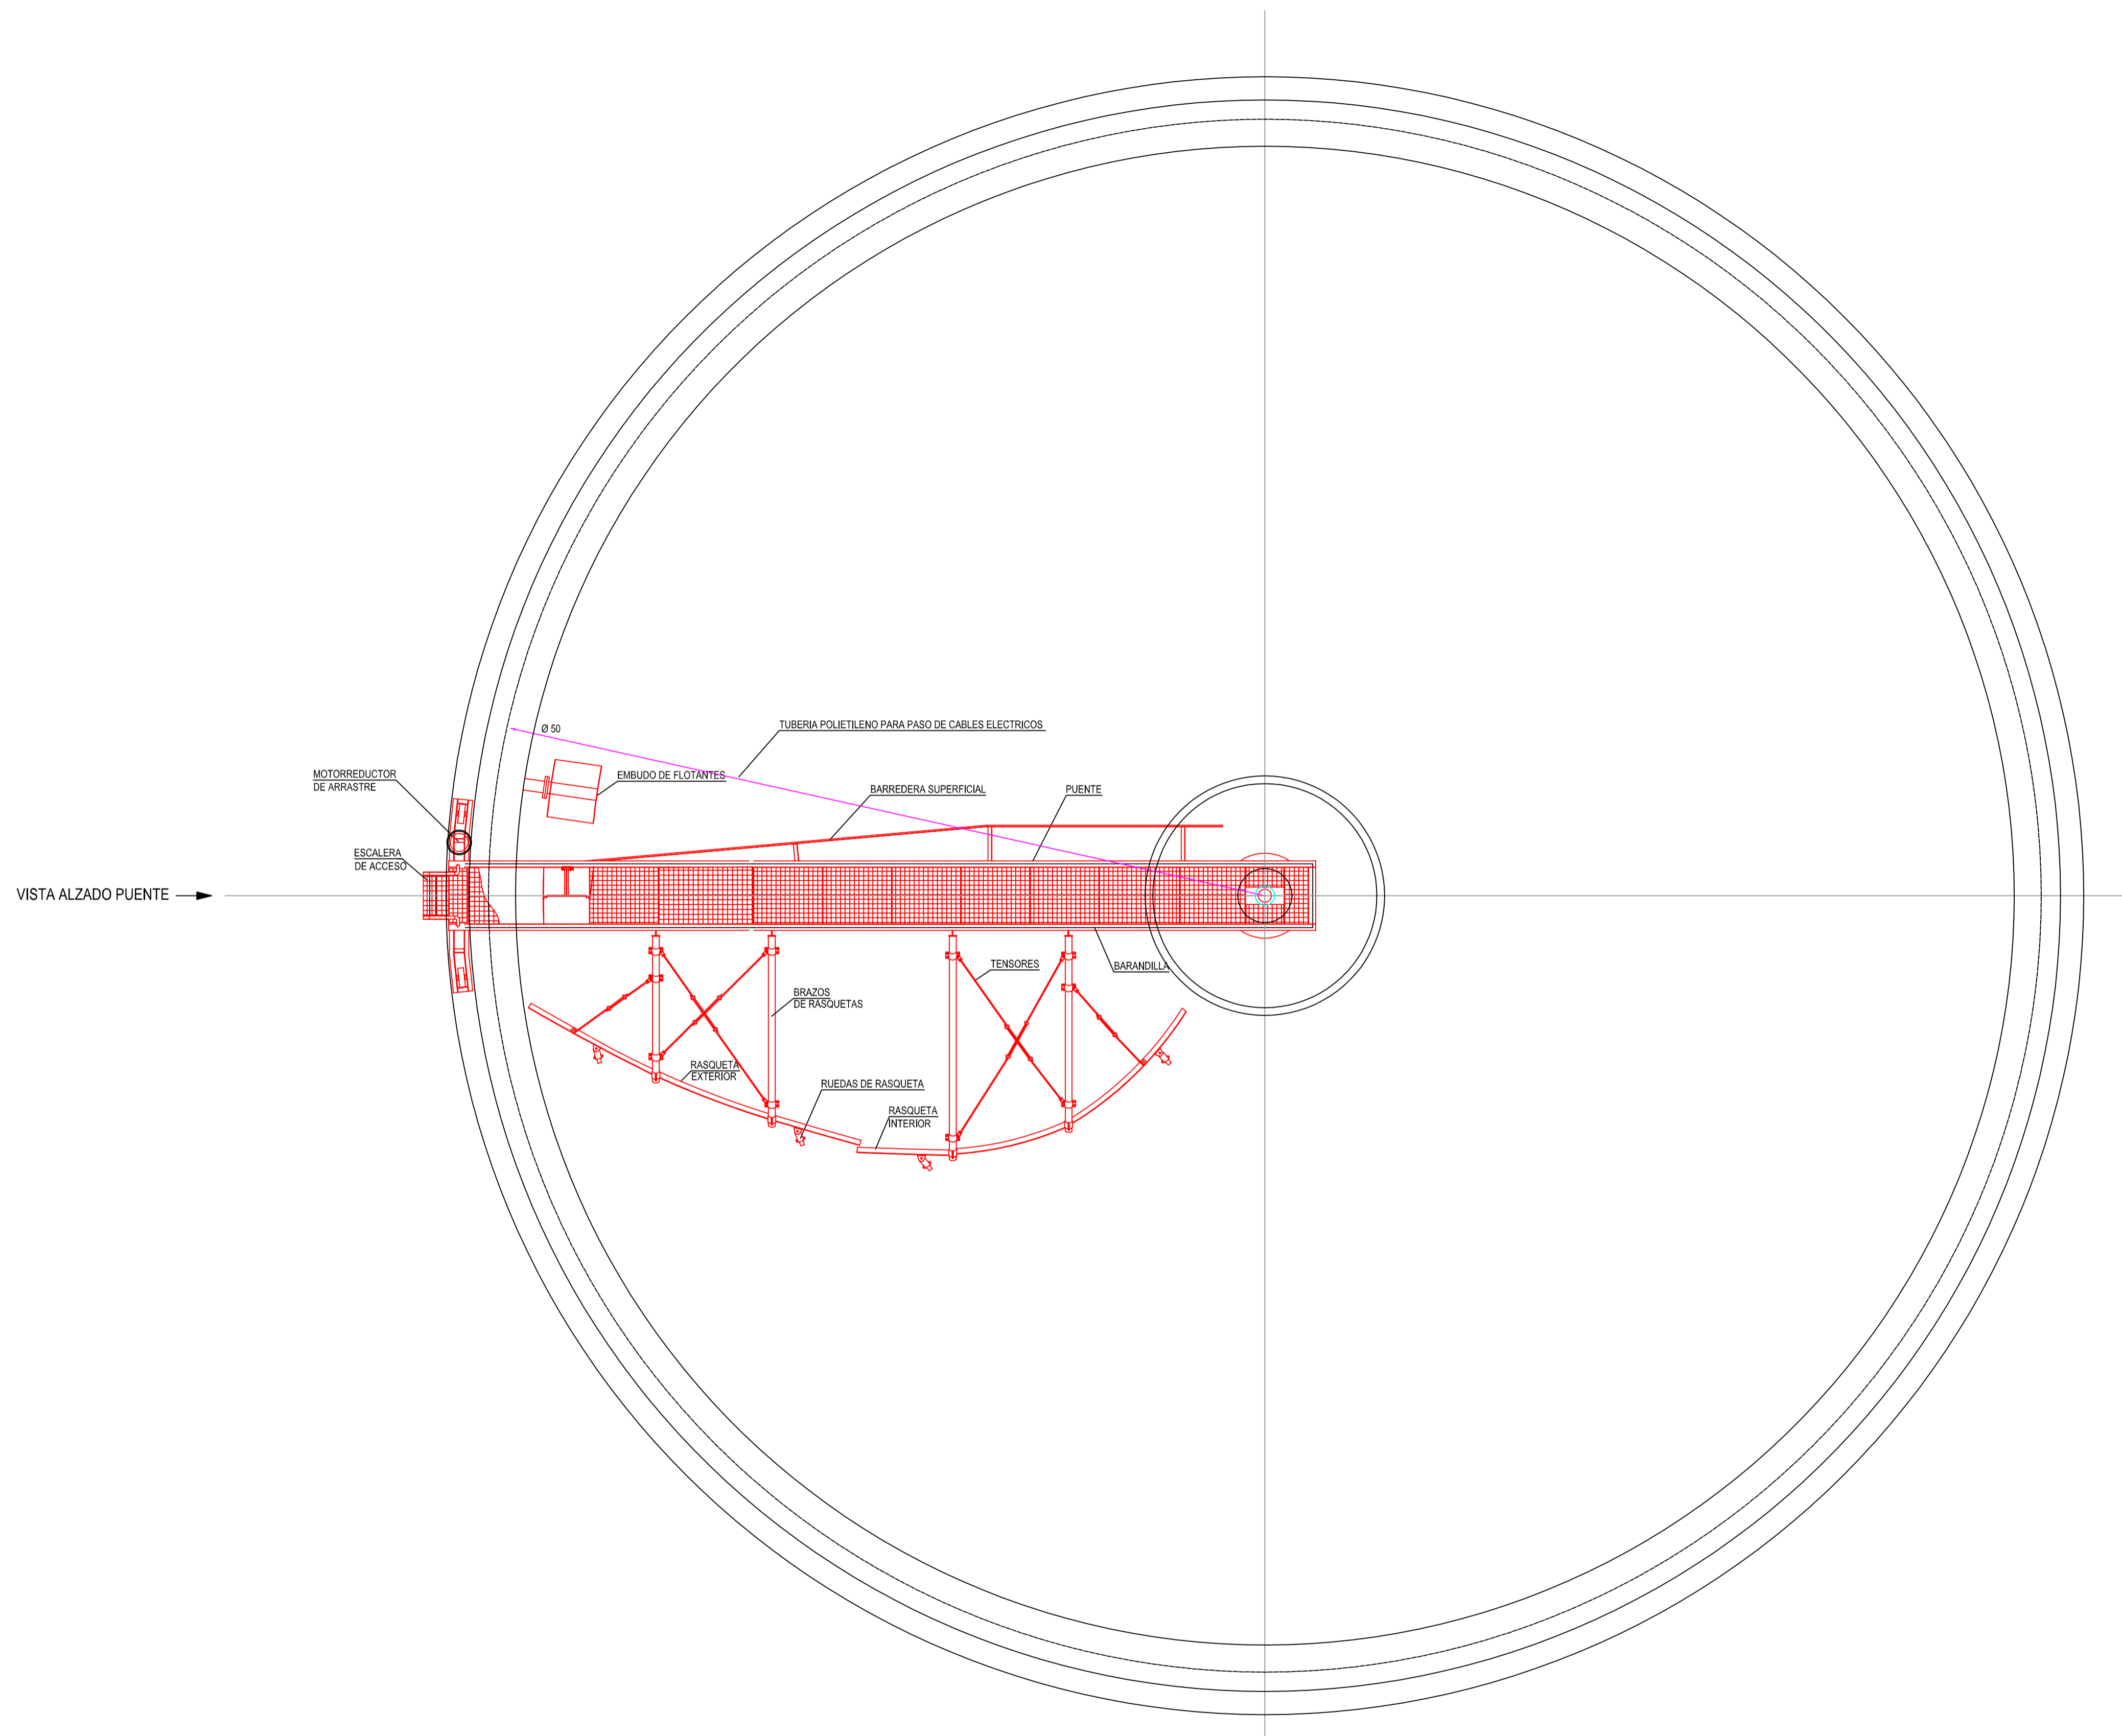 TUBERIA POLIETILENO PARA PASO DE CABLES ELECTRICOS
Ø 50
MOTORREDUCTOR
DE ARRASTRE
EMBUDO DE FLOTANTES
BARREDERA SUPERFICIAL
PUENTE
ESCALERA
DE ACCESO
VISTA ALZADO PUENTE
TENSORES
BARANDILLA
BRAZOS
DE RASQUETAS
RASQUETA
EXTERIOR
RUEDAS DE RASQUETA
RASQUETA
INTERIOR